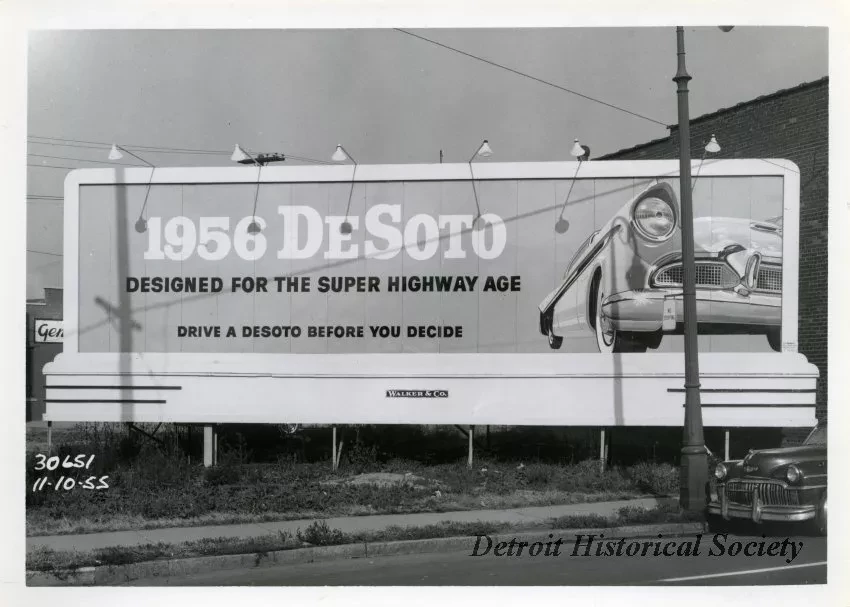 1956 DESOTO
DESIGNED FOR THE SUPER HIGHWAY AGE
DRIVE A DESOTO BEFORE YOU DECIDE
Gen
WALKER & CO.
30651
11-10-55
Detroit Historical Society